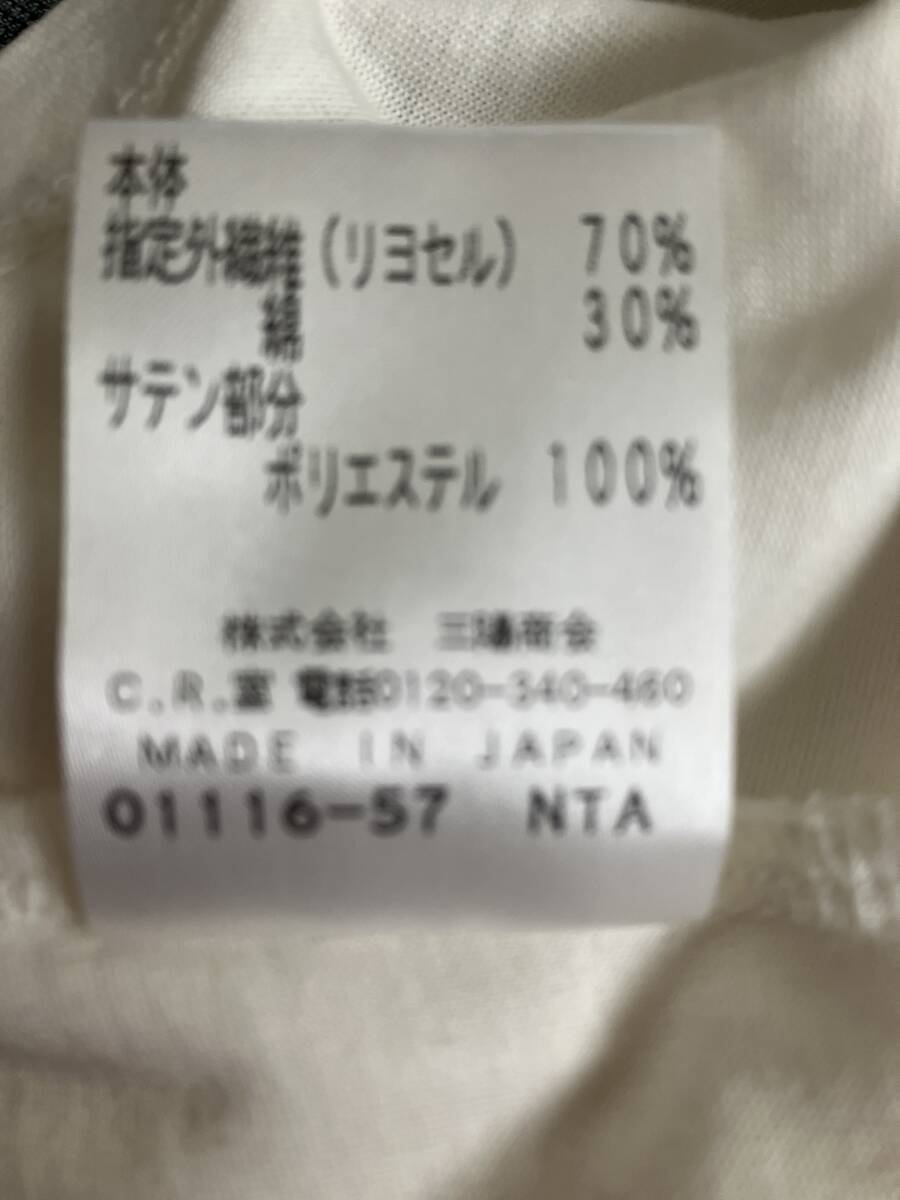 本体
指定外繊維(リヨセル) 70%
綿 30%
サテン部分
ポリエステル 100%
株式会社 三陽商会
C.R.室 電話0120-340-460
MADE IN JAPAN
01116-57 NTA